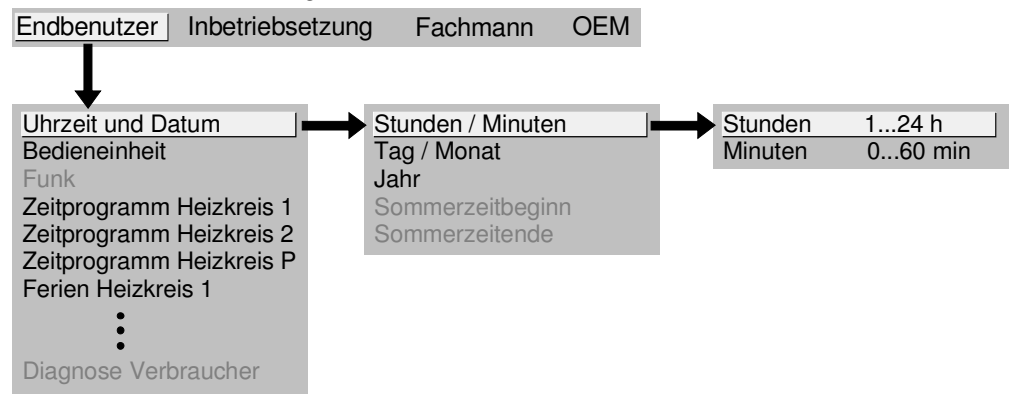 Endbenutzer Inbetriebsetzung Fachmann OEM
Uhrzeit und Datum
Bedieneinheit
Funk
Zeitprogramm Heizkreis 1
Zeitprogramm Heizkreis 2
Zeitprogramm Heizkreis P
Ferien Heizkreis 1
Diagnose Verbraucher
Stunden / Minuten
Tag / Monat
Jahr
Sommerzeitbeginn
Sommerzeitende
Stunden 1...24 h
Minuten 0...60 min